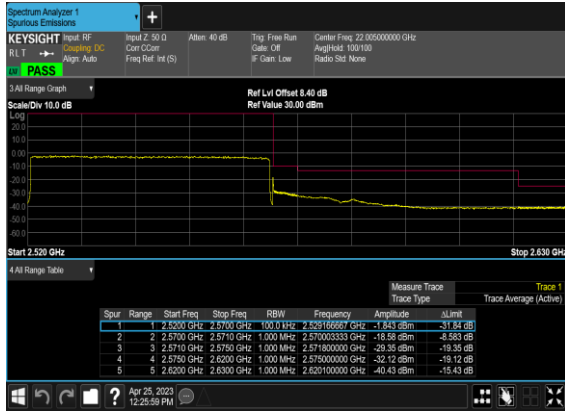 Spectrum Analyzer 1
Spurious Emissions
KEYSIGHT
RLT
Input: RF
Coupling: DC
Align: Auto
Input Z: 50 Ω
Corr CCorr
Freq Ref: Int (S)
Atten: 40 dB
Trig: Free Run
Gate: Off
IF Gain: Low
Center Freq: 22.005000000 GHz
Avg|Hold: 100/100
Radio Std: None
PASS
3 All Range Graph
Scale/Div 10.0 dB
Ref Lvl Offset 8.40 dB
Ref Value 30.00 dBm
Log
20.0
10.0
0.00
-10.0
-20.0
-30.0
-40.0
-50.0
-60.0
Start 2.520 GHz
Stop 2.630 GHz
4 All Range Table
Measure Trace Trace 1
Trace Type Trace Average (Active)
Spur Range Start Freq Stop Freq RBW Frequency Amplitude ΔLimit
1 1 2.5200 GHz 2.5700 GHz 100.0 kHz 2.529166667 GHz -1.843 dBm -31.84 dB
2 2 2.5700 GHz 2.5710 GHz 1.000 MHz 2.570003333 GHz -18.58 dBm -8.583 dB
3 3 2.5710 GHz 2.5750 GHz 1.000 MHz 2.571800000 GHz -29.35 dBm -19.35 dB
4 4 2.5750 GHz 2.6200 GHz 1.000 MHz 2.575000000 GHz -32.12 dBm -19.12 dB
5 5 2.6200 GHz 2.6300 GHz 1.000 MHz 2.620100000 GHz -40.43 dBm -15.43 dB
?
Apr 25, 2023
12:25:59 PM